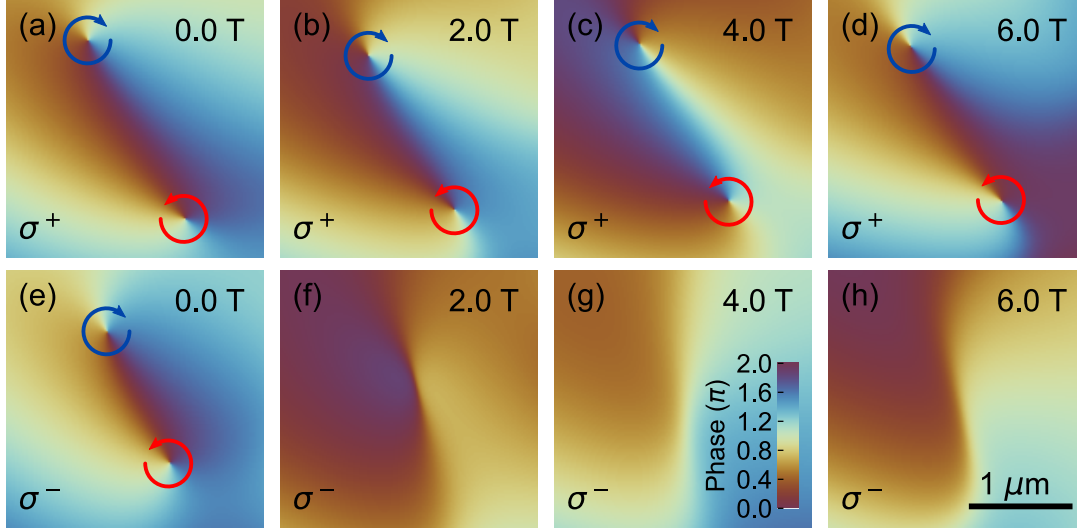 (a) 0.0 T
σ⁺
(b) 2.0 T
σ⁺
(c) 4.0 T
σ⁺
(d) 6.0 T
σ⁺
(e) 0.0 T
σ⁻
(f) 2.0 T
σ⁻
(g) 4.0 T
σ⁻
Phase (π)
2.0
1.6
1.2
0.8
0.4
0.0
(h) 6.0 T
σ⁻
1 μm